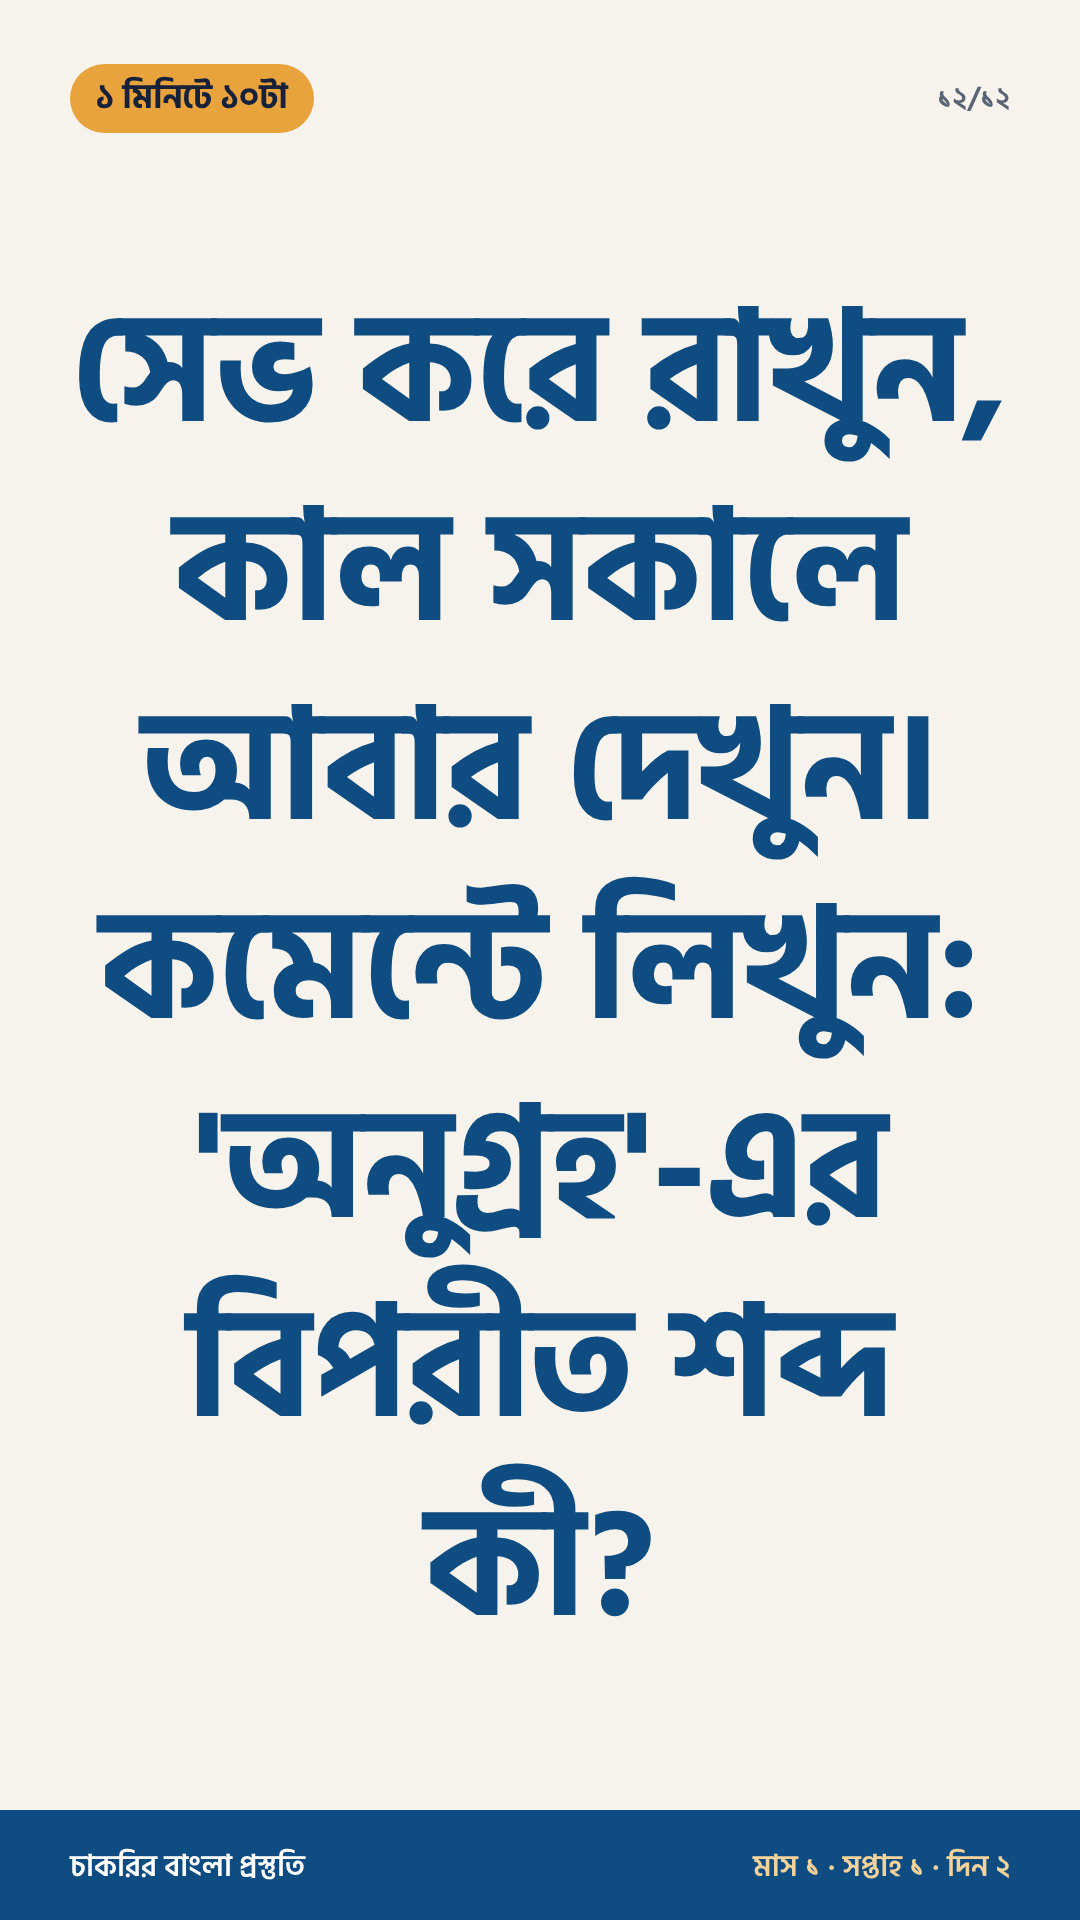 ১ মিনিটে ১০টা
১২/১২
সেভ করে রাখুন,
কাল সকালে
আবার দেখুন।
কমেন্টে লিখুন:
'অনুগ্রহ'-এর
বিপরীত শব্দ
কী?
চাকরির বাংলা প্রস্তুতি
মাস ১ · সপ্তাহ ১ · দিন ২